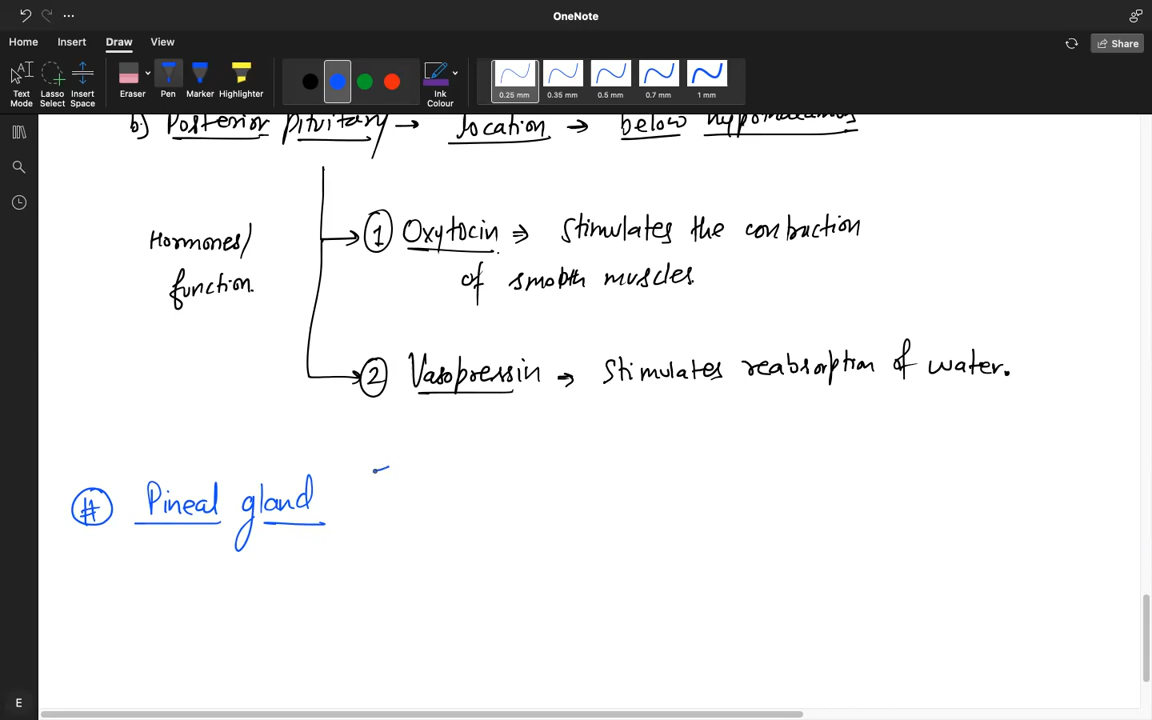 OneNote
Home Insert Draw View
Share
Text Mode
Lasso Select
Insert Space
Eraser
Pen
Marker
Highlighter
Ink Colour
0.25 mm 0.35 mm 0.5 mm 0.7 mm 1 mm
b) Posterior pituitary → location → below hypothalamus
Hormones/
function.
① Oxytocin ⇒ Stimulates the contraction
of smooth muscles.
② Vasopressin → Stimulates reabsorption of water.
# Pineal gland
E